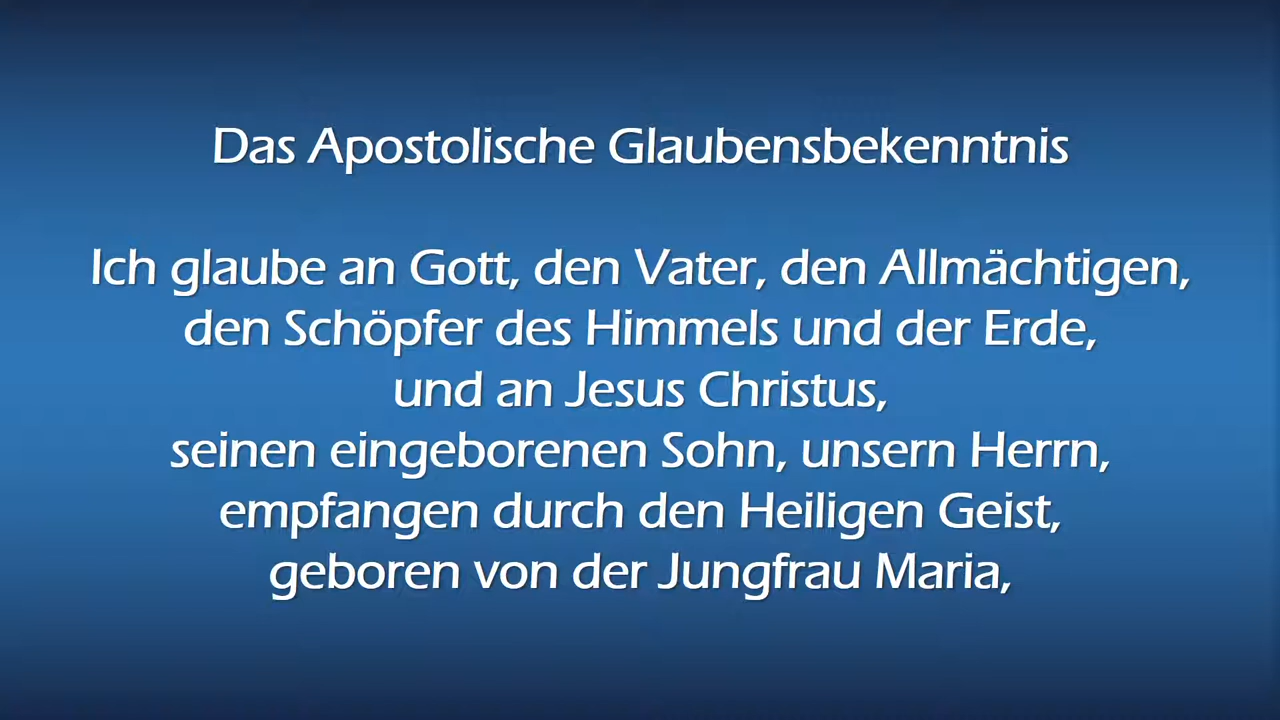 Das Apostolische Glaubensbekenntnis
Ich glaube an Gott, den Vater, den Allmächtigen,
den Schöpfer des Himmels und der Erde,
und an Jesus Christus,
seinen eingeborenen Sohn, unsern Herrn,
empfangen durch den Heiligen Geist,
geboren von der Jungfrau Maria,